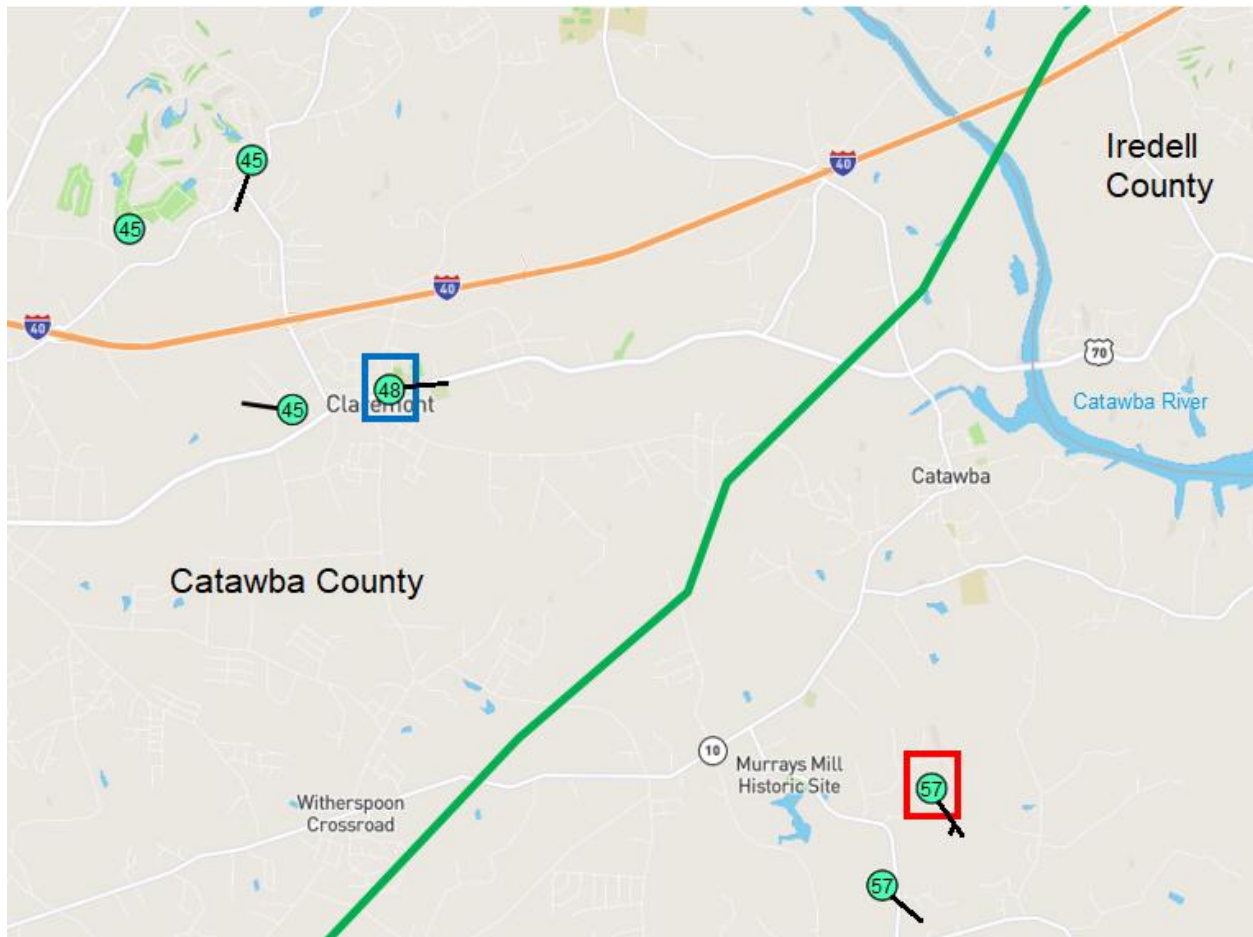 Iredell
County
40
45
45
40
40
70
48
45
Claremont
Catawba River
Catawba
Catawba County
10
Murrays Mill
Historic Site
57
Witherspoon
Crossroad
57